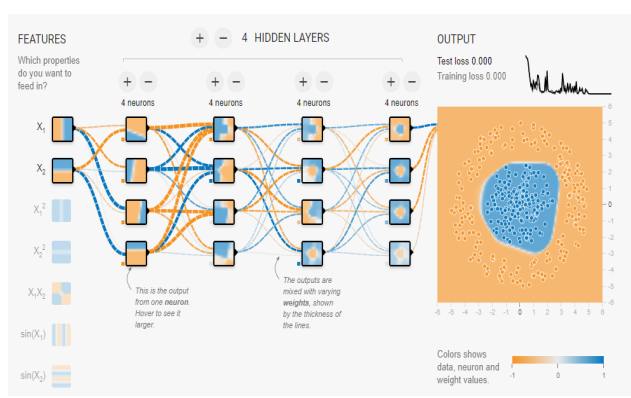 FEATURES
Which properties
do you want to
feed in?
X1
X2
X1²
X2²
X1X2
sin(X1)
sin(X2)
+ − 4 HIDDEN LAYERS
+ −
4 neurons
+ −
4 neurons
+ −
4 neurons
+ −
4 neurons
This is the output
from one neuron.
Hover to see it
larger.
The outputs are
mixed with varying
weights, shown
by the thickness of
the lines.
OUTPUT
Test loss 0.000
Training loss 0.000
6
5
4
3
2
1
0
-1
-2
-3
-4
-5
-6
-6 -5 -4 -3 -2 -1 0 1 2 3 4 5 6
Colors shows
data, neuron and
weight values.
-1 0 1